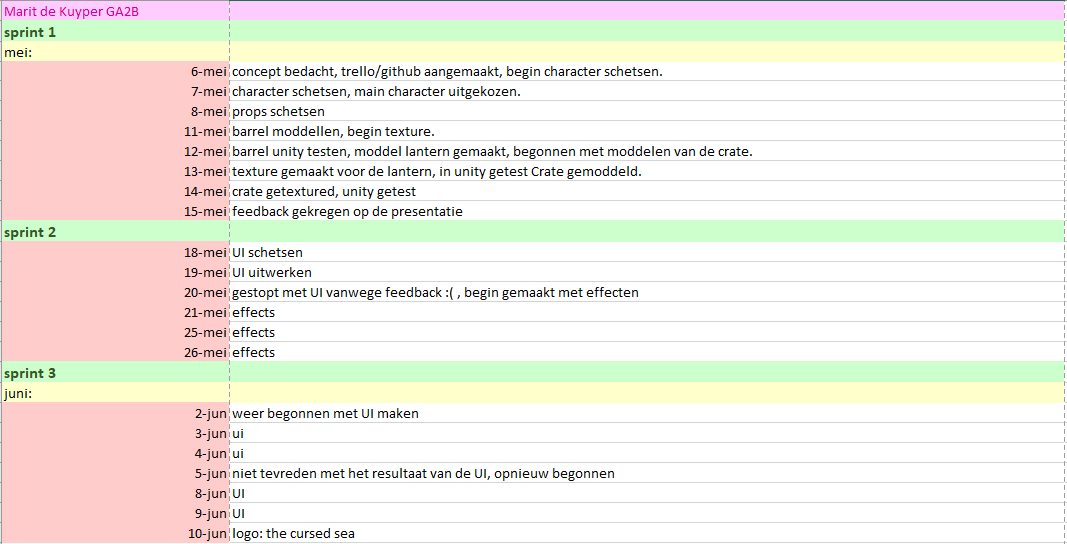 Marit de Kuyper GA2B
sprint 1
mei:
6-mei concept bedacht, trello/github aangemaakt, begin character schetsen.
7-mei character schetsen, main character uitgekozen.
8-mei props schetsen
11-mei barrel moddellen, begin texture.
12-mei barrel unity testen, moddel lantern gemaakt, begonnen met moddelen van de crate.
13-mei texture gemaakt voor de lantern, in unity getest Crate gemoddeld.
14-mei crate getextured, unity getest
15-mei feedback gekregen op de presentatie
sprint 2
18-mei UI schetsen
19-mei UI uitwerken
20-mei gestopt met UI vanwege feedback :( , begin gemaakt met effecten
21-mei effects
25-mei effects
26-mei effects
sprint 3
juni:
2-jun weer begonnen met UI maken
3-jun ui
4-jun ui
5-jun niet tevreden met het resultaat van de UI, opnieuw begonnen
8-jun UI
9-jun UI
10-jun logo: the cursed sea